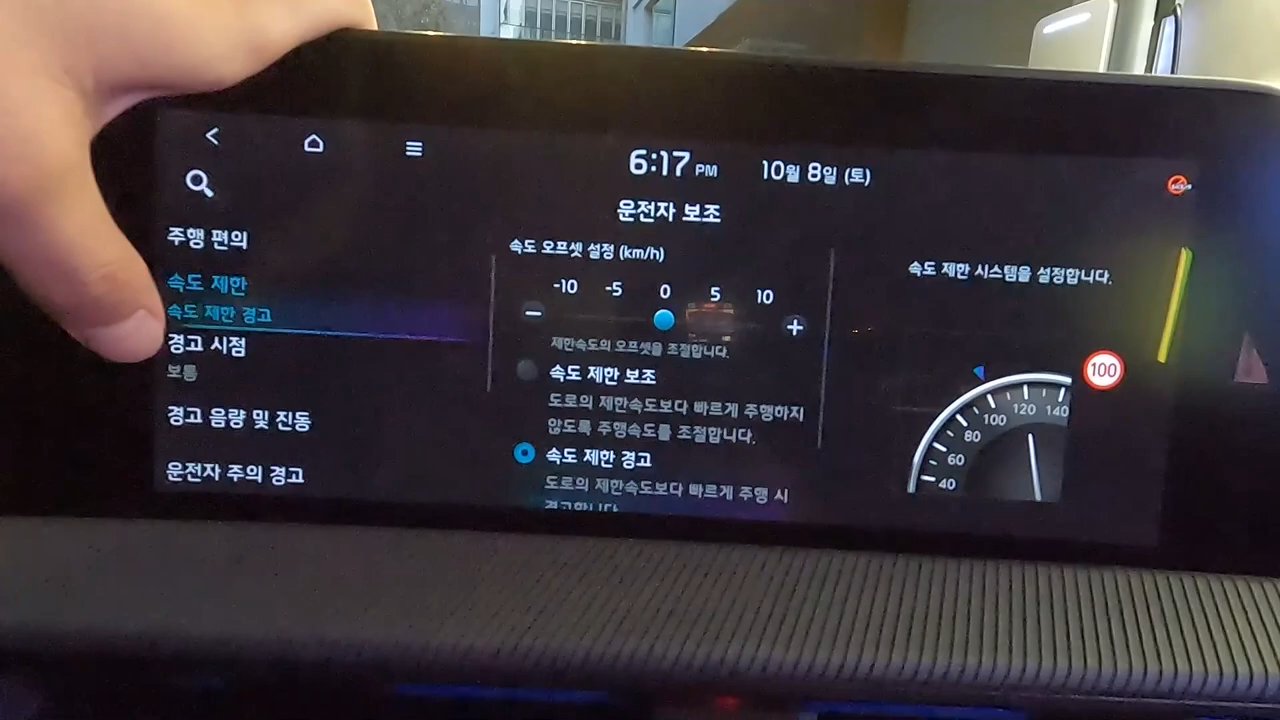 6:17 PM 10월 8일 (토)
운전자 보조
주행 편의
속도 제한
속도 제한 경고
경고 시점
보통
경고 음량 및 진동
운전자 주의 경고
속도 오프셋 설정 (km/h)
-10 -5 0 5 10
− +
제한속도의 오프셋을 조절합니다.
속도 제한 보조
도로의 제한속도보다 빠르게 주행하지
않도록 주행속도를 조절합니다.
속도 제한 경고
도로의 제한속도보다 빠르게 주행 시
경고합니다
속도 제한 시스템을 설정합니다.
100
40 60 80 100 120 140